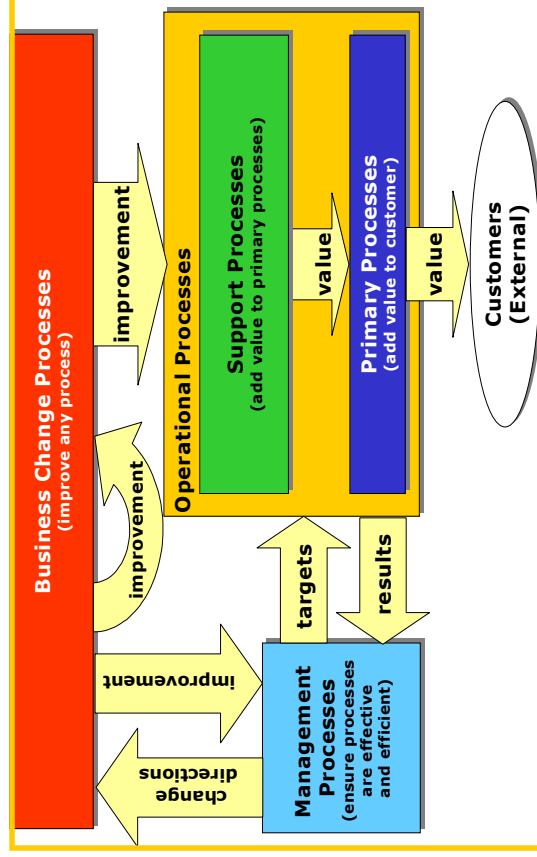 Business Change Processes
(improve any process)
change
directions
improvement
improvement
improvement
Operational Processes
Support Processes
(add value to primary processes)
value
Primary Processes
(add value to customer)
value
targets
results
Management
Processes
(ensure processes
are effective
and efficient)
Customers
(External)